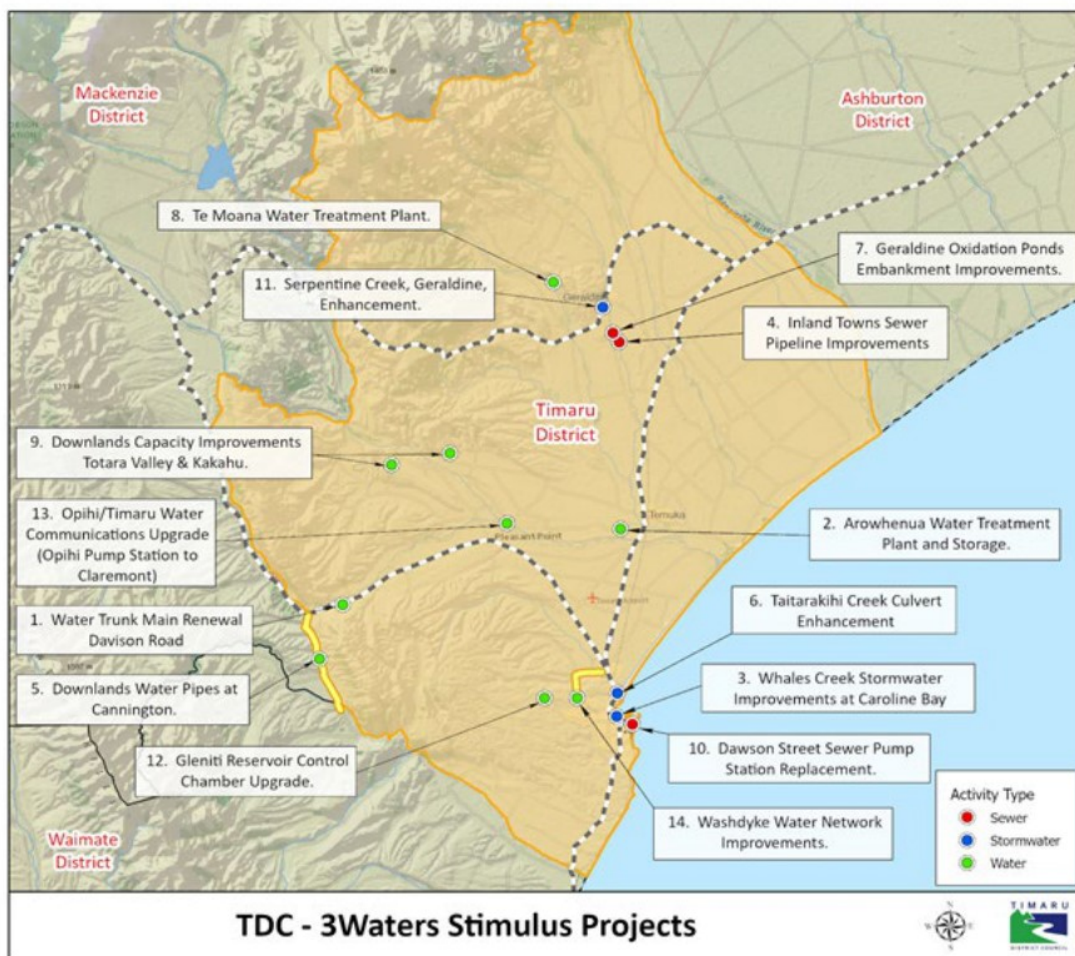 Mackenzie
District
Ashburton
District
8. Te Moana Water Treatment Plant.
7. Geraldine Oxidation Ponds
Embankment Improvements.
11. Serpentine Creek, Geraldine,
Enhancement.
4. Inland Towns Sewer
Pipeline Improvements
Timaru
District
9. Downlands Capacity Improvements
Totara Valley & Kakahu.
13. Opihi/Timaru Water
Communications Upgrade
(Opihi Pump Station to
Claremont)
Temuka
Pleasant Point
2. Arowhenua Water Treatment
Plant and Storage.
1. Water Trunk Main Renewal
Davison Road
6. Taitarakihi Creek Culvert
Enhancement
5. Downlands Water Pipes at
Cannington.
3. Whales Creek Stormwater
Improvements at Caroline Bay
12. Gleniti Reservoir Control
Chamber Upgrade.
10. Dawson Street Sewer Pump
Station Replacement.
14. Washdyke Water Network
Improvements.
Waimate
District
Activity Type
Sewer
Stormwater
Water
TDC - 3Waters Stimulus Projects
N
W
E
S
TIMARU
DISTRICT COUNCIL